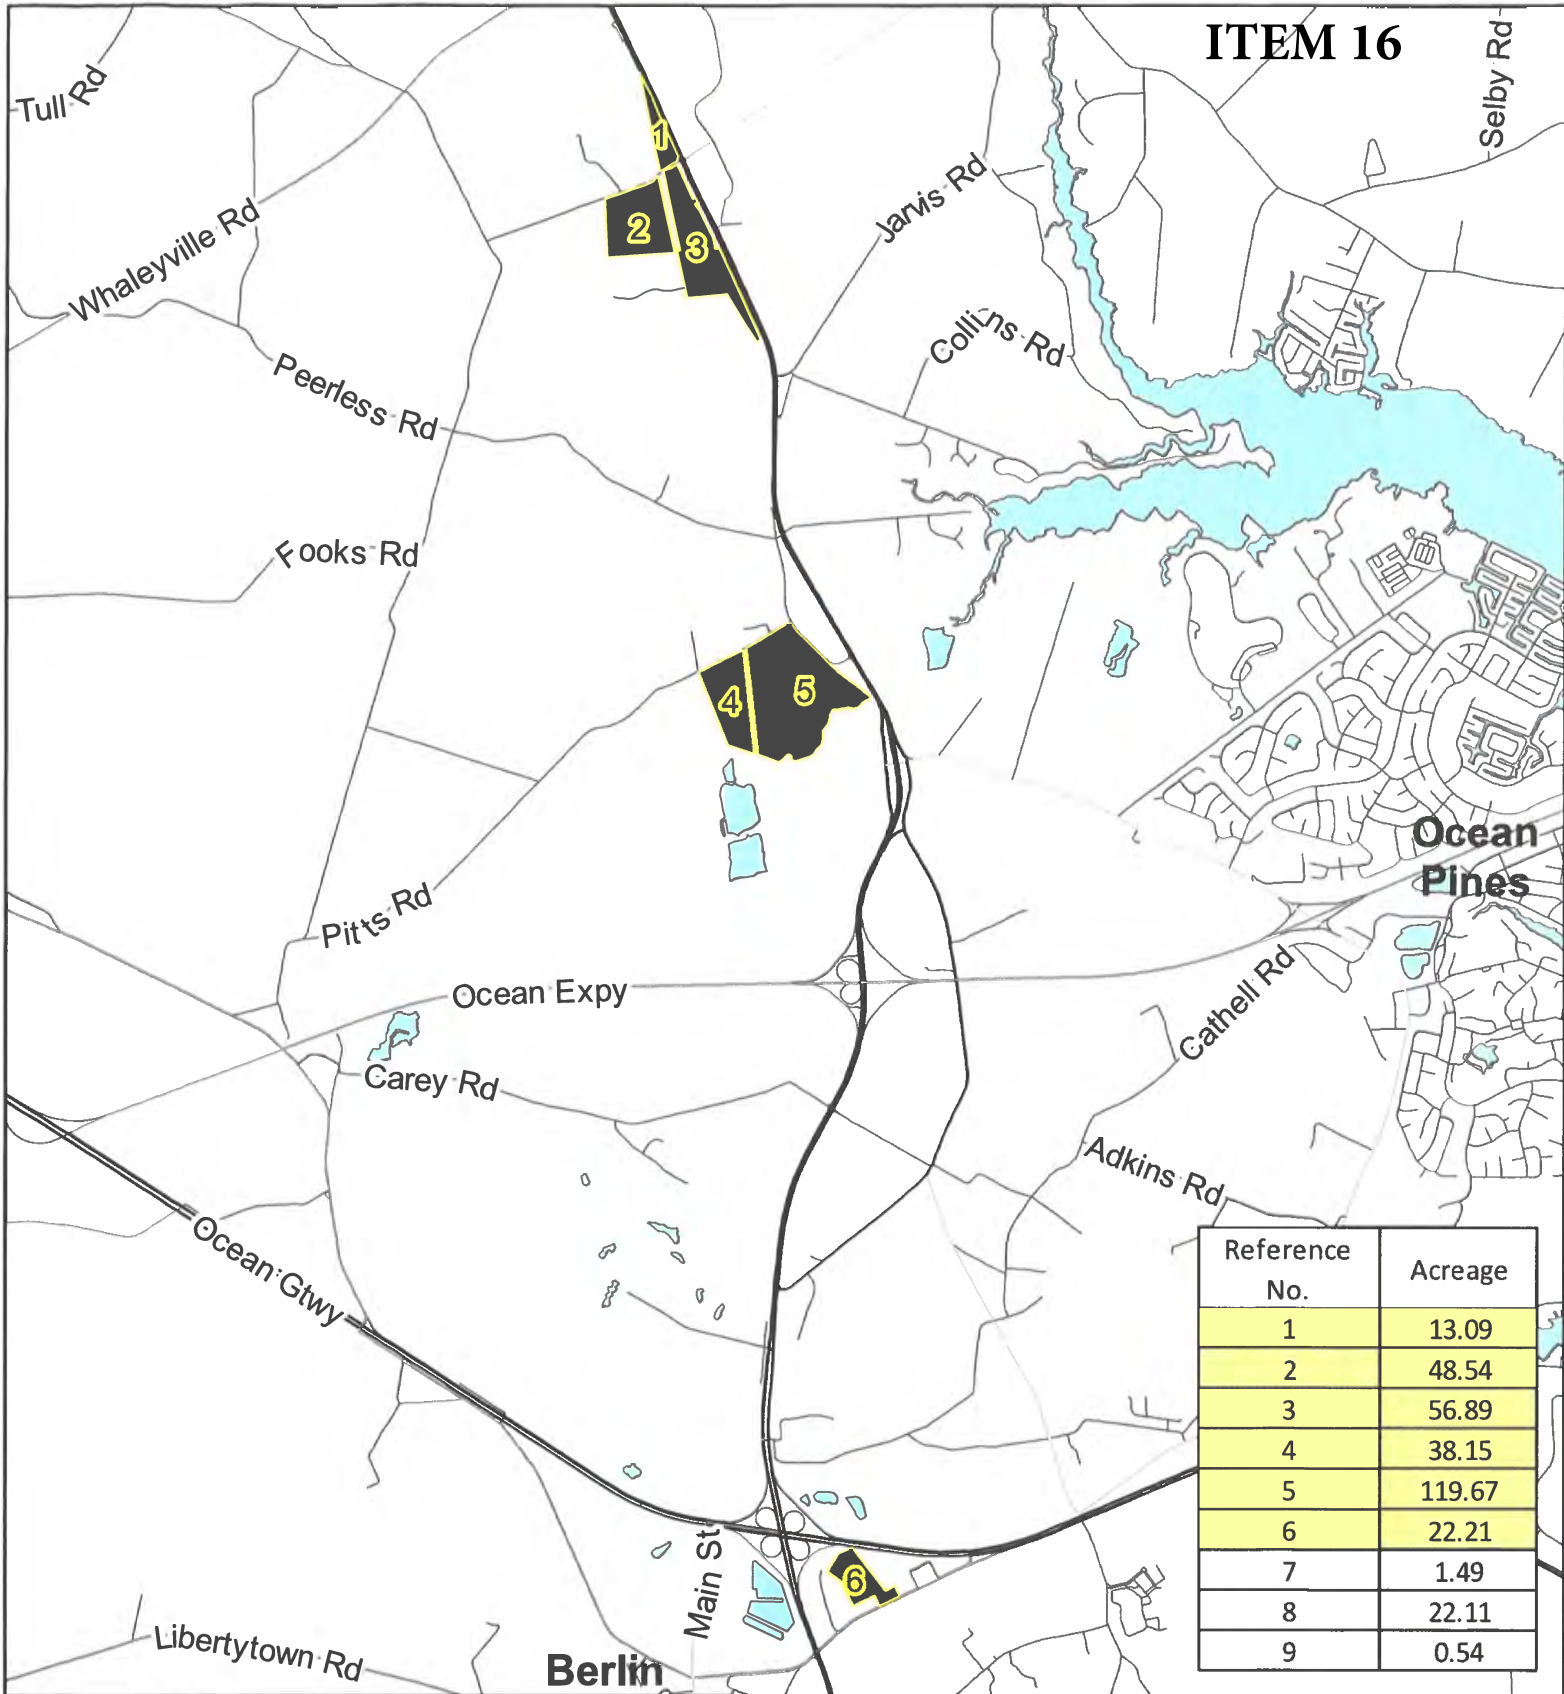 ITEM 16
Tull Rd
Selby Rd
1
Jarvis Rd
2
3
Whaleyville Rd
Collins Rd
Peerless Rd
Fooks Rd
4
5
Ocean
Pines
Pitts Rd
Ocean Expy
Cathell Rd
Carey Rd
Adkins Rd
Ocean Gtwy
Reference
No.
Acreage
1 13.09
2 48.54
3 56.89
4 38.15
5 119.67
6 22.21
7 1.49
8 22.11
9 0.54
Main St
6
Libertytown Rd
Berlin